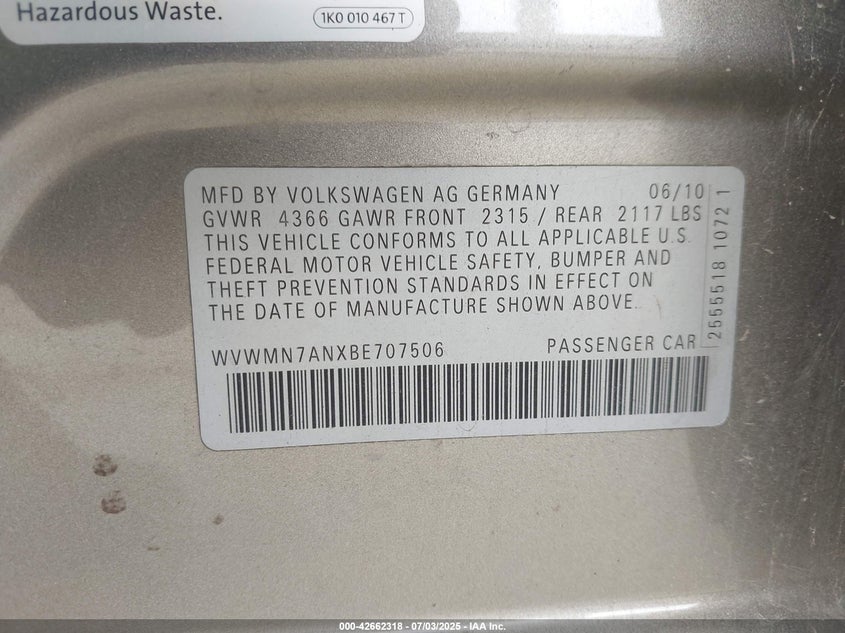 Hazardous Waste.
1K0 010 467 T
MFD BY VOLKSWAGEN AG GERMANY 06/10
GVWR 4366 GAWR FRONT 2315 / REAR 2117 LBS
THIS VEHICLE CONFORMS TO ALL APPLICABLE U.S.
FEDERAL MOTOR VEHICLE SAFETY, BUMPER AND
THEFT PREVENTION STANDARDS IN EFFECT ON
THE DATE OF MANUFACTURE SHOWN ABOVE.
WVWMN7ANXBE707506 PASSENGER CAR
2555518 1072 1
000-42662318 - 07/03/2025 - IAA Inc.